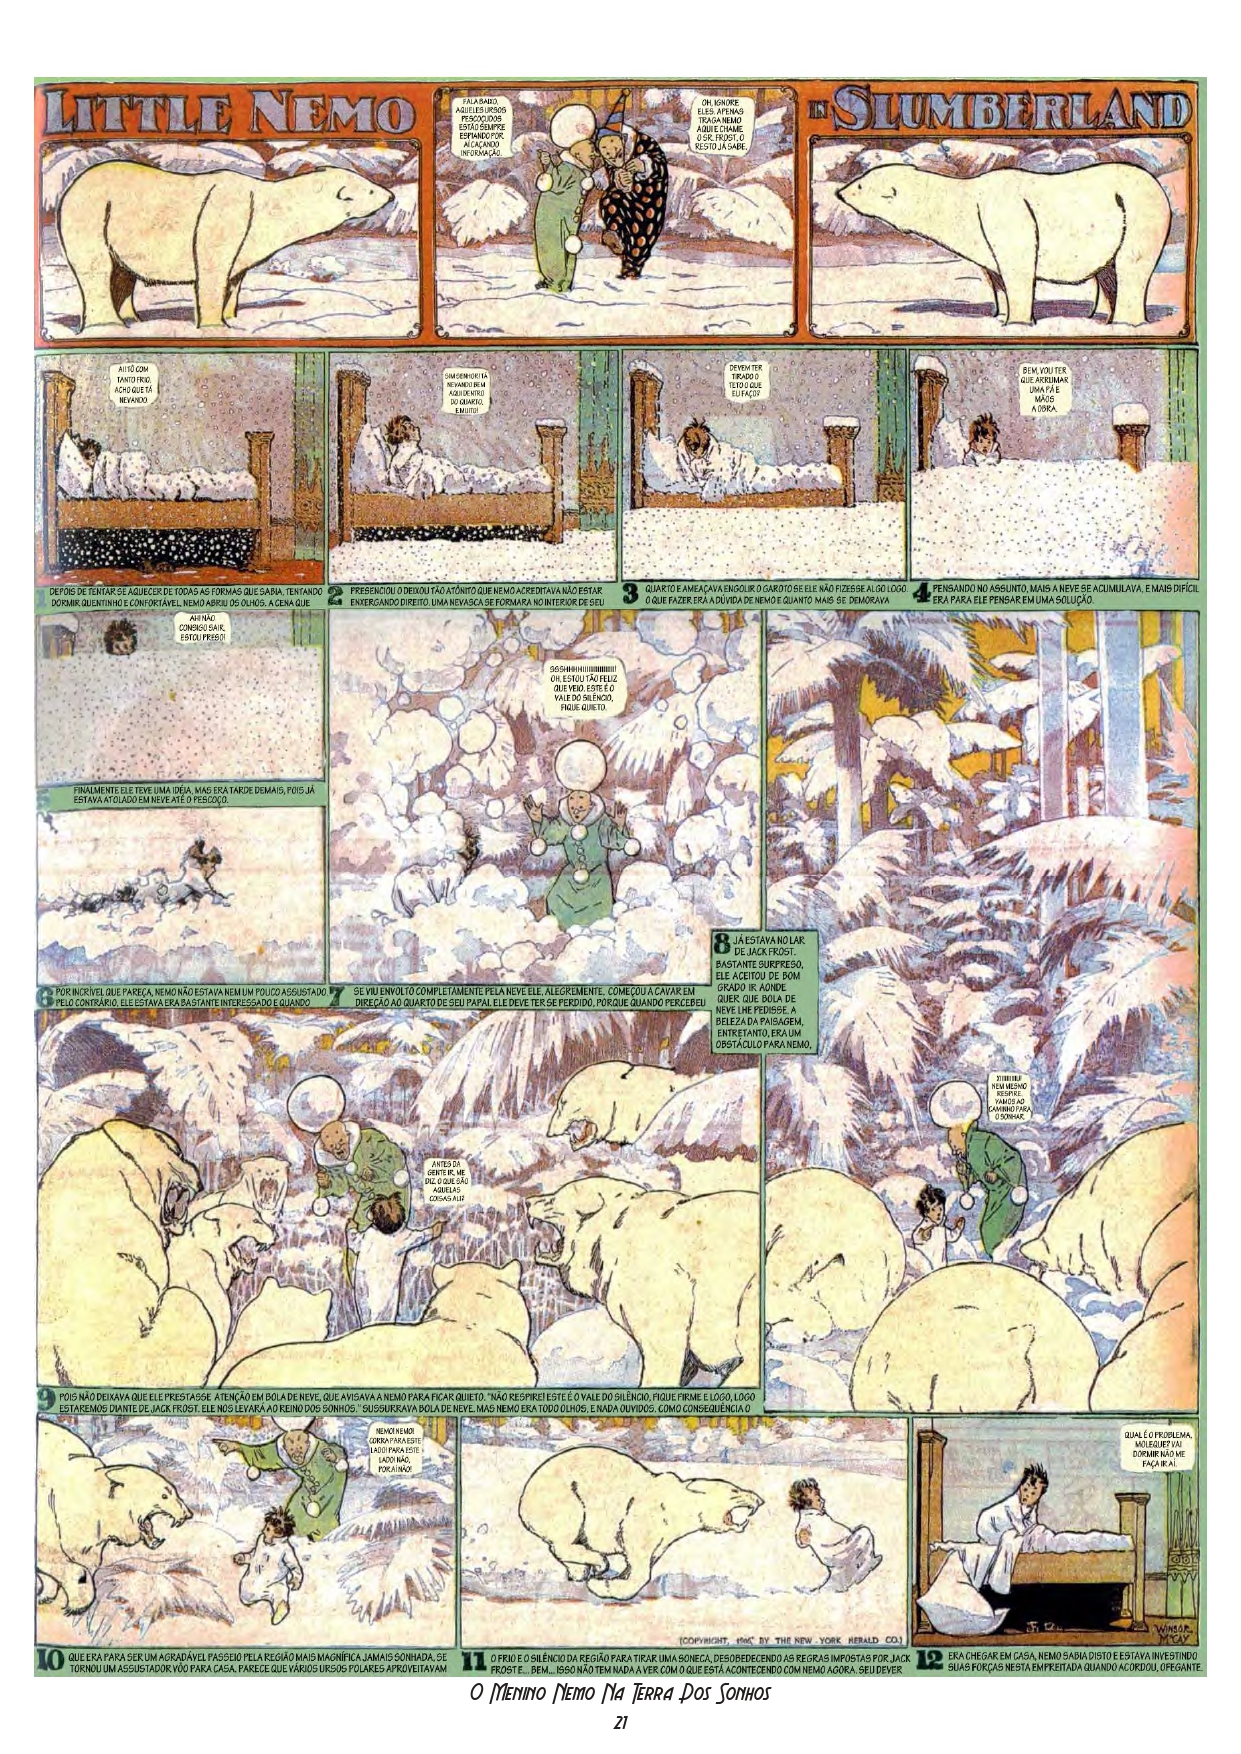 LITTLE NEMO
FALA BAIXO,
AQUELES URSOS
PESCOÇUDOS
ESTÃO SEMPRE
ESPIANDO POR
AÍ CAÇANDO
INFORMAÇÃO.
OH, IGNORE
ELES. APENAS
TRAGA NEMO
AQUI E CHAME
O SR. FROST, O
RESTO JÁ SABE.
IN SLUMBERLAND
AI! TÔ COM
TANTO FRIO.
ACHO QUE TÁ
NEVANDO.
SIM SENHOR! TÁ
NEVANDO BEM
AQUI DENTRO
DO QUARTO,
E MUITO!
DEVEM TER
TIRADO O
TETO O QUE
EU FAÇO?
BEM, VOU TER
QUE ARRUMAR
UMA PÁ E
MÃOS
A OBRA.
1 DEPOIS DE TENTAR SE AQUECER DE TODAS AS FORMAS QUE SABIA, TENTANDO
DORMIR QUENTINHO E CONFORTÁVEL, NEMO ABRIU OS OLHOS. A CENA QUE
2 PRESENCIOU O DEIXOU TÃO ATÔNITO QUE NEMO ACREDITAVA NÃO ESTAR
ENXERGANDO DIREITO. UMA NEVASCA SE FORMARA NO INTERIOR DE SEU
3 QUARTO E AMEAÇAVA ENGOLIR O GAROTO SE ELE NÃO FIZESSE ALGO LOGO.
O QUE FAZER ERA A DÚVIDA DE NEMO E QUANTO MAIS SE DEMORAVA
4 PENSANDO NO ASSUNTO, MAIS A NEVE SE ACUMULAVA, E MAIS DIFÍCIL
ERA PARA ELE PENSAR EM UMA SOLUÇÃO.
AH! NÃO
CONSIGO SAIR,
ESTOU PRESO!
5 FINALMENTE ELE TEVE UMA IDÉIA, MAS ERA TARDE DEMAIS, POIS JÁ
ESTAVA ATOLADO EM NEVE ATÉ O PESCOÇO.
OH, ESTOU TÃO FELIZ
QUE VEIO. ESTE É O
VALE DO SILÊNCIO,
FIQUE QUIETO.
6 POR INCRÍVEL QUE PAREÇA, NEMO NÃO ESTAVA NEM UM POUCO ASSUSTADO.
PELO CONTRÁRIO, ELE ESTAVA ERA BASTANTE INTERESSADO E QUANDO
7 SE VIU ENVOLTO COMPLETAMENTE PELA NEVE ELE, ALEGREMENTE, COMEÇOU A CAVAR EM
DIREÇÃO AO QUARTO DE SEU PAPAI. ELE DEVE TER SE PERDIDO, PORQUE QUANDO PERCEBEU
8 JÁ ESTAVA NO LAR
DE JACK FROST.
BASTANTE SURPRESO,
ELE ACEITOU DE BOM
GRADO IR AONDE
QUER QUE BOLA DE
NEVE LHE PEDISSE. A
BELEZA DA PAISAGEM,
ENTRETANTO, ERA UM
OBSTÁCULO PARA NEMO,
NEM MESMO
RESPIRE.
VAMOS AO
CAMINHO PARA
O SONHAR.
ANTES DA
GENTE IR, ME
DIZ. O QUE SÃO
AQUELAS
COISAS ALI?
9 POIS NÃO DEIXAVA QUE ELE PRESTASSE ATENÇÃO EM BOLA DE NEVE, QUE AVISAVA A NEMO PARA FICAR QUIETO. "NÃO RESPIRE! ESTE É O VALE DO SILÊNCIO, FIQUE FIRME E LOGO, LOGO
ESTAREMOS DIANTE DE JACK FROST. ELE NOS LEVARÁ AO REINO DOS SONHOS." SUSSURRAVA BOLA DE NEVE. MAS NEMO ERA TODO OLHOS, E NADA OUVIDOS. COMO CONSEQUÊNCIA O
NEMO! NEMO!
CORRA PARA ESTE
LADO! PARA ESTE
LADO! NÃO,
POR AÍ NÃO!
(COPYRIGHT, 1906, BY THE NEW-YORK HERALD CO.)
QUAL É O PROBLEMA,
MOLEQUE? VAI
DORMIR NÃO ME
FAÇA IR AÍ.
WINSOR
MCCAY
10 QUE ERA PARA SER UM AGRADÁVEL PASSEIO PELA REGIÃO MAIS MAGNÍFICA JAMAIS SONHADA, SE
TORNOU UM ASSUSTADOR VÔO PARA CASA. PARECE QUE VÁRIOS URSOS POLARES APROVEITAVAM
11 O FRIO E O SILÊNCIO DA REGIÃO PARA TIRAR UMA SONECA, DESOBEDECENDO AS REGRAS IMPOSTAS POR JACK
FROST E... BEM... ISSO NÃO TEM NADA A VER COM O QUE ESTÁ ACONTECENDO COM NEMO AGORA. SEU DEVER
12 ERA CHEGAR EM CASA, NEMO SABIA DISTO E ESTAVA INVESTINDO
SUAS FORÇAS NESTA EMPREITADA QUANDO ACORDOU, OFEGANTE.
O MENINO NEMO NA TERRA DOS SONHOS
21